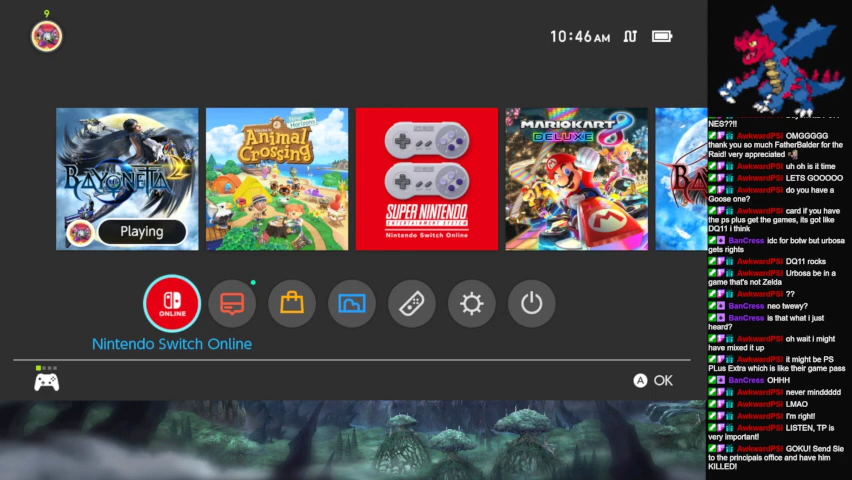 9
10:46 AM
BAYONETTA 2
Playing
Welcome to
Animal Crossing
New Horizons
SUPER NINTENDO
ENTERTAINMENT SYSTEM
Nintendo Switch Online
MARIOKART 8
DELUXE
ONLINE
Nintendo Switch Online
A OK
NES??!!
AwkwardPSI OMGGGGG
thank you so much FatherBalder for the
Raid! very appreciated
AwkwardPSI uh oh is it time
AwkwardPSI LETS GOOOOO
AwkwardPSI do you have a
Goose one?
AwkwardPSI card if you have
the ps plus get the games, its got like
DQ11 i think
BanCress idc for botw but urbosa
gets rights
AwkwardPSI DQ11 rocks
AwkwardPSI Urbosa be in a
game that's not Zelda
AwkwardPSI ??
BanCress neo twewy?
BanCress is that what i just
heard?
AwkwardPSI oh wait i might
have mixed it up
AwkwardPSI it might be PS
PLus Extra which is like their game pass
BanCress OHHH
AwkwardPSI never mindddd
AwkwardPSI LMAO
AwkwardPSI I'm right!
AwkwardPSI LISTEN, TP is
very important!
AwkwardPSI GOKU! Send Sie
to the principals office and have him
KILLED!